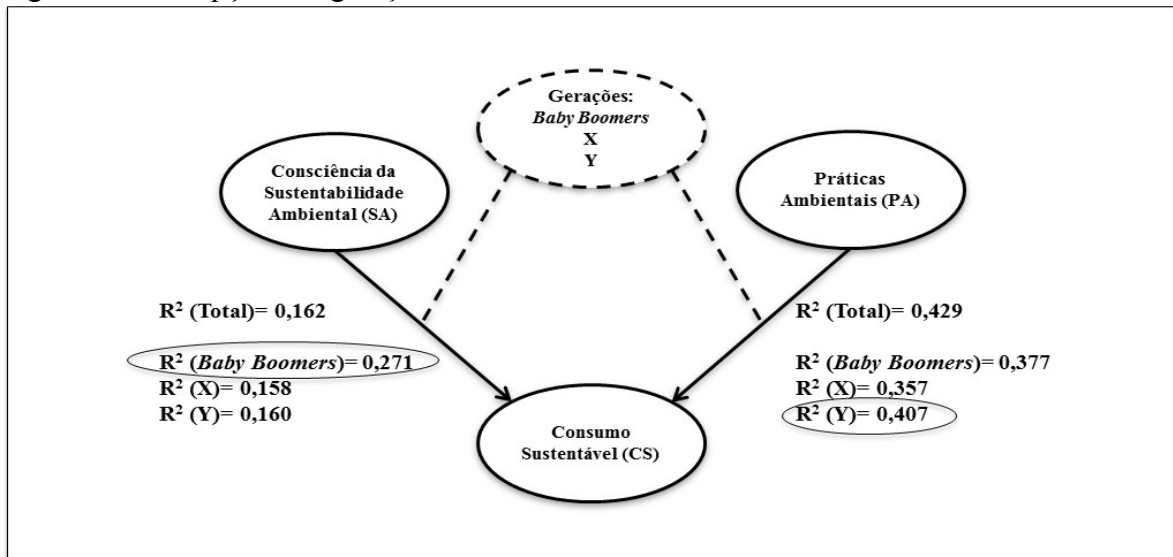 Gerações:
Baby Boomers
X
Y
Consciência da
Sustentabilidade
Ambiental (SA)
Práticas
Ambientais (PA)
R² (Total)= 0,162
R² (Baby Boomers)= 0,271
R² (X)= 0,158
R² (Y)= 0,160
R² (Total)= 0,429
R² (Baby Boomers)= 0,377
R² (X)= 0,357
R² (Y)= 0,407
Consumo
Sustentável (CS)